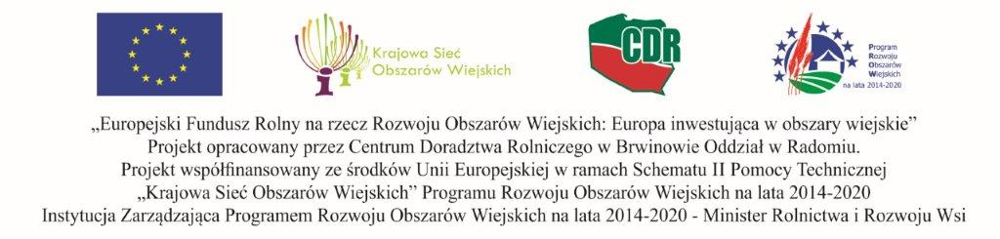 Krajowa Sieć
Obszarów Wiejskich
CDR
Program
Rozwoju
Obszarów
Wiejskich
na lata 2014-2020
„Europejski Fundusz Rolny na rzecz Rozwoju Obszarów Wiejskich: Europa inwestująca w obszary wiejskie”
Projekt opracowany przez Centrum Doradztwa Rolniczego w Brwinowie Oddział w Radomiu.
Projekt współfinansowany ze środków Unii Europejskiej w ramach Schematu II Pomocy Technicznej
„Krajowa Sieć Obszarów Wiejskich” Programu Rozwoju Obszarów Wiejskich na lata 2014-2020
Instytucja Zarządzająca Programem Rozwoju Obszarów Wiejskich na lata 2014-2020 - Minister Rolnictwa i Rozwoju Wsi